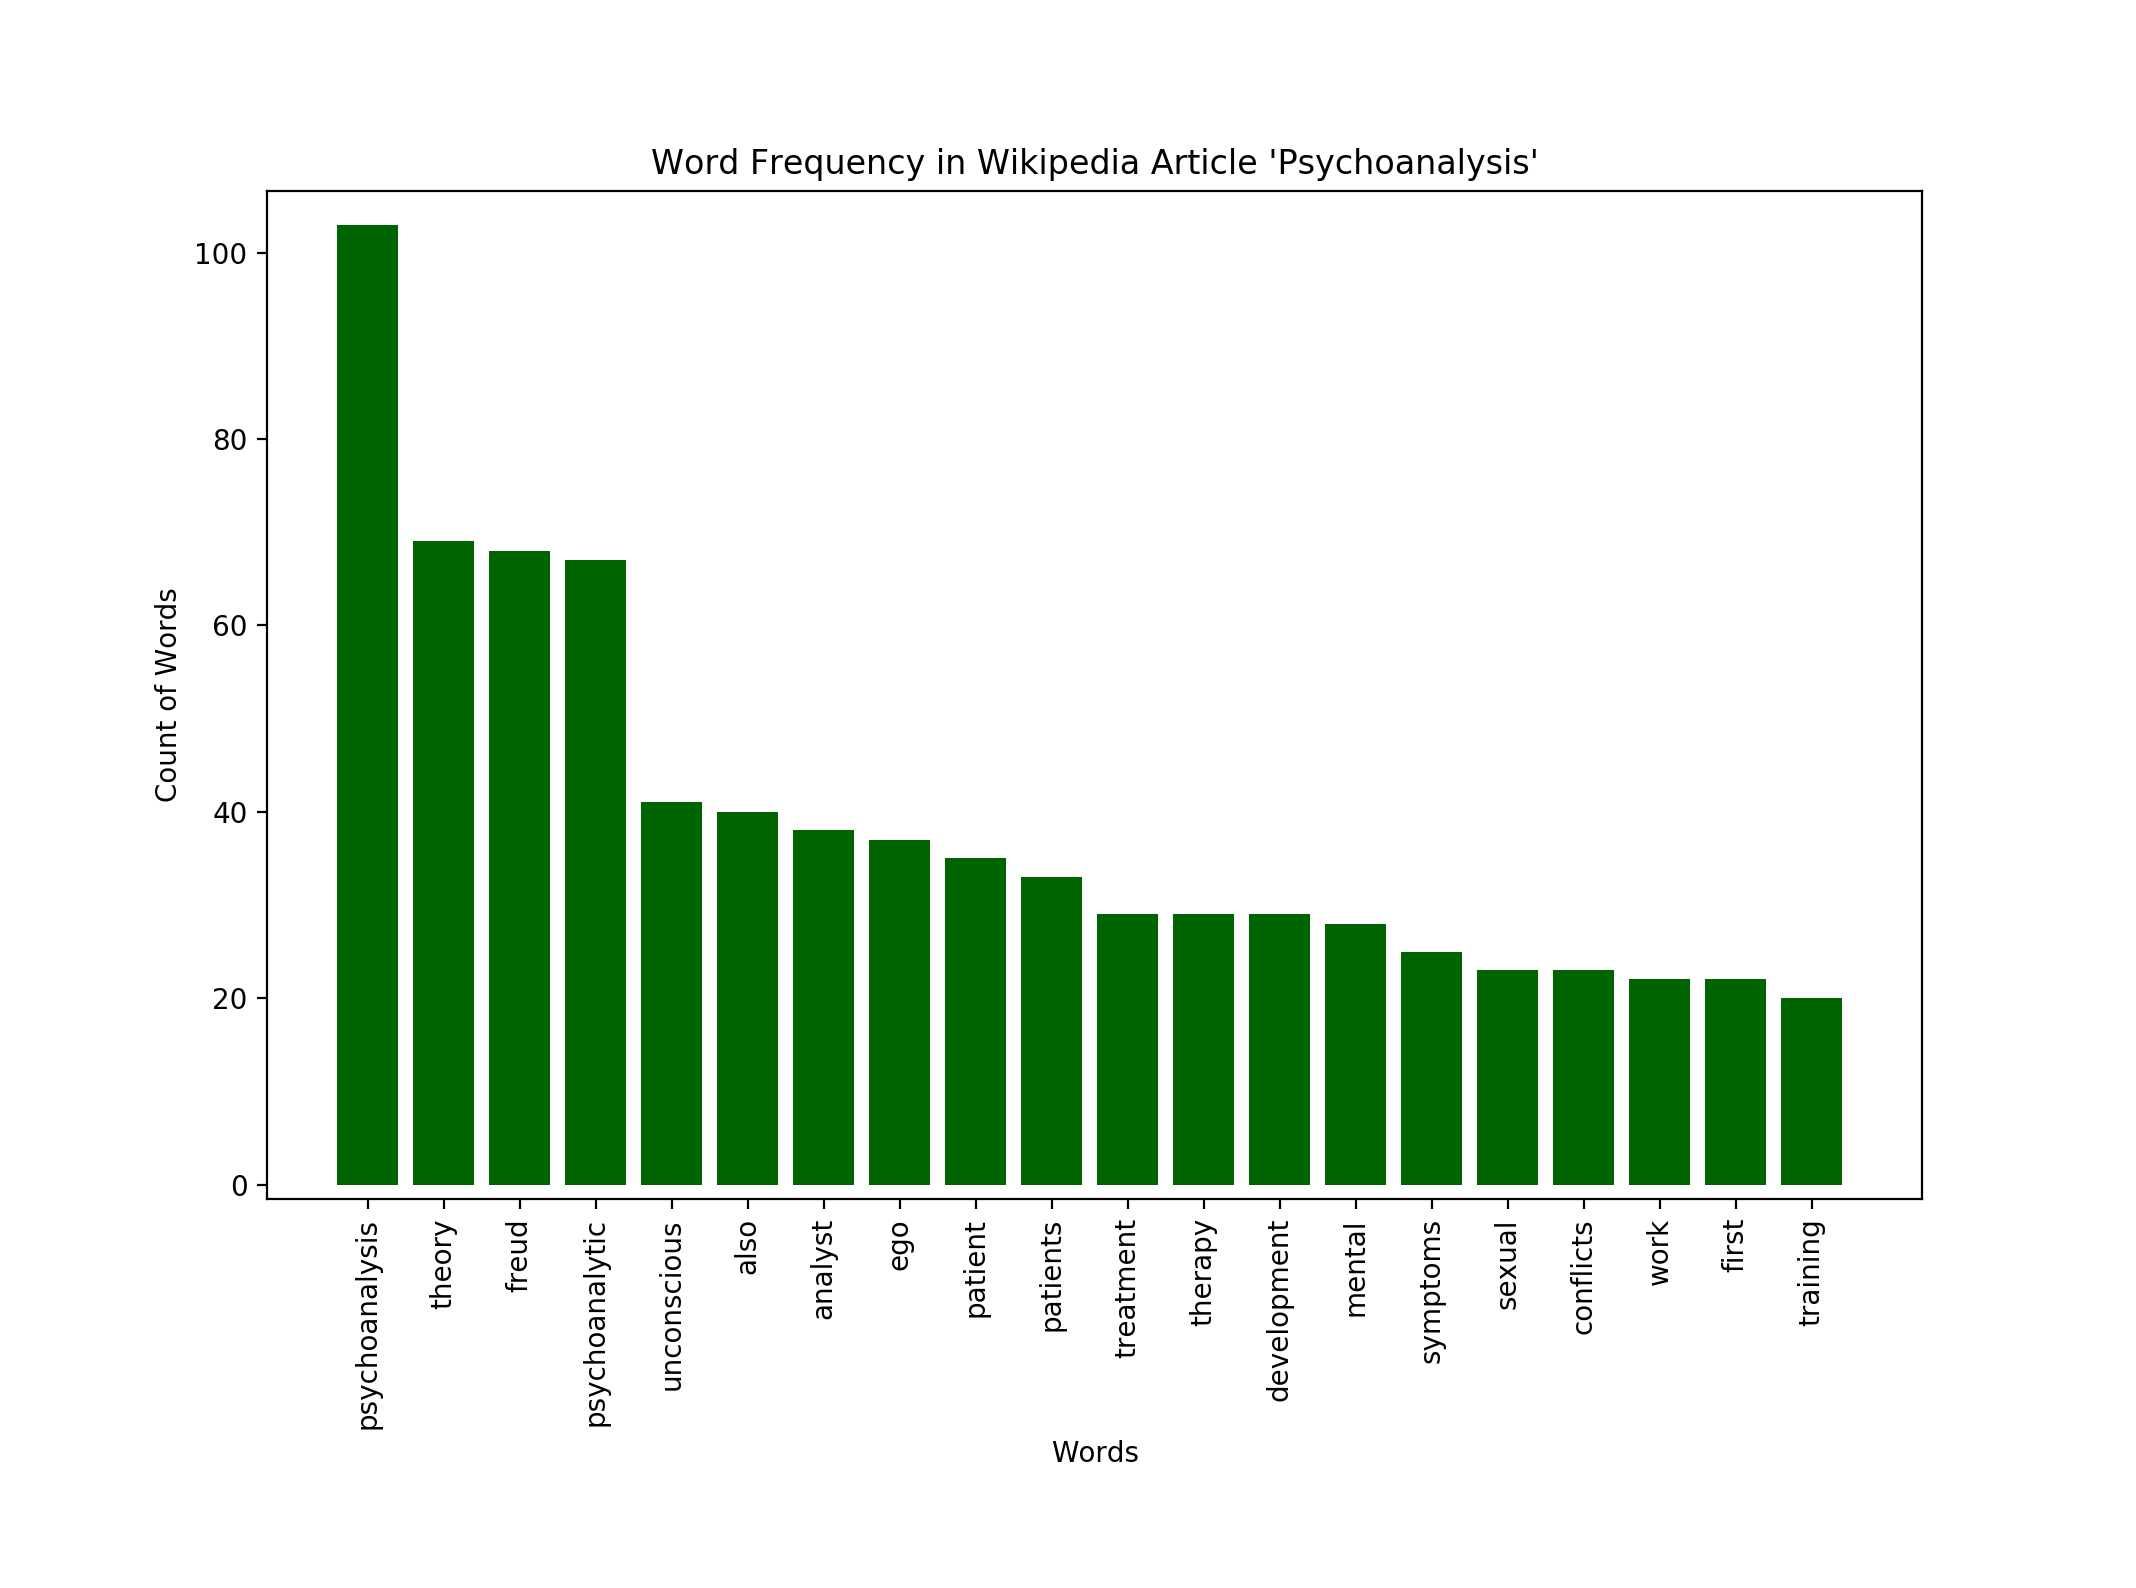 Word Frequency in Wikipedia Article 'Psychoanalysis'
Count of Words
100
80
60
40
20
0
psychoanalysis
theory
freud
psychoanalytic
unconscious
also
analyst
ego
patient
patients
treatment
therapy
development
mental
symptoms
sexual
conflicts
work
first
training
Words